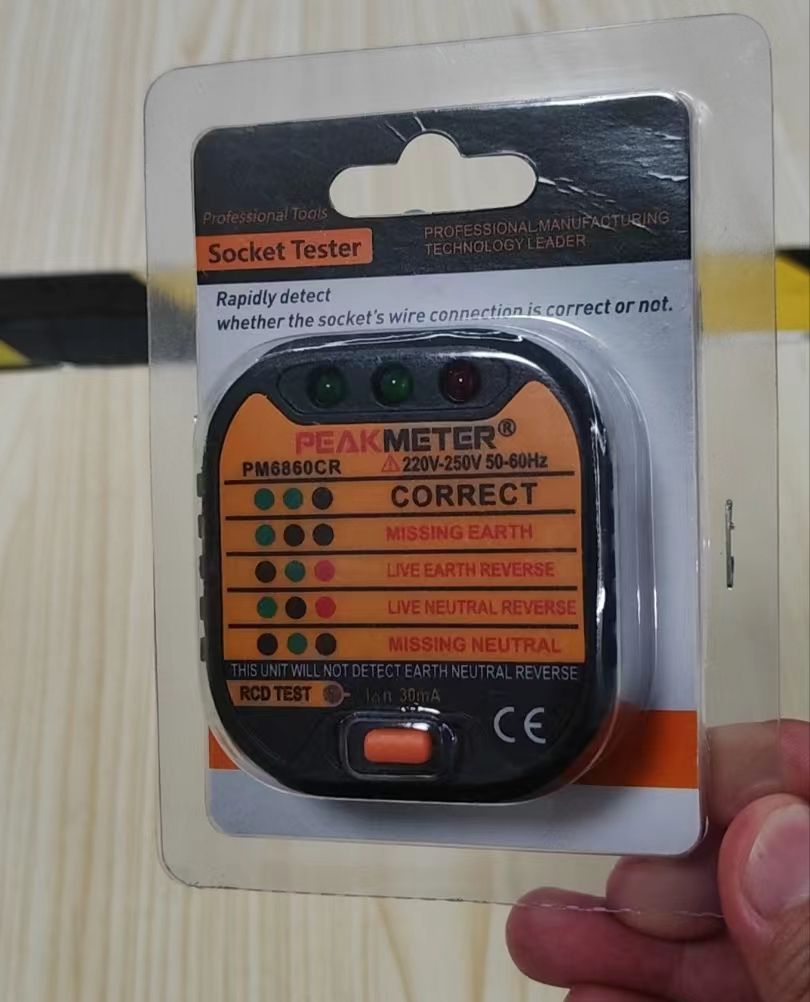 Professional Tools
Socket Tester
PROFESSIONAL MANUFACTURING
TECHNOLOGY LEADER
Rapidly detect
whether the socket's wire connection is correct or not.
PEAKMETER®
PM6860CR
⚠220V-250V 50-60Hz
CORRECT
MISSING EARTH
LIVE EARTH REVERSE
LIVE NEUTRAL REVERSE
MISSING NEUTRAL
THIS UNIT WILL NOT DETECT EARTH NEUTRAL REVERSE
RCD TEST
I△n 30mA
CE